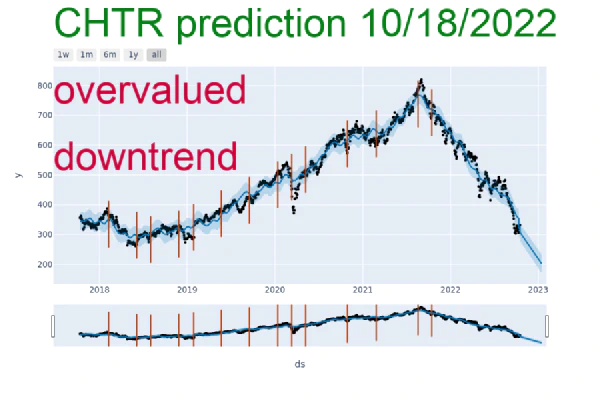 CHTR prediction 10/18/2022
1w 1m 6m 1y all
overvalued
downtrend
800
700
600
500
400
300
200
y
2018 2019 2020 2021 2022 2023
ds